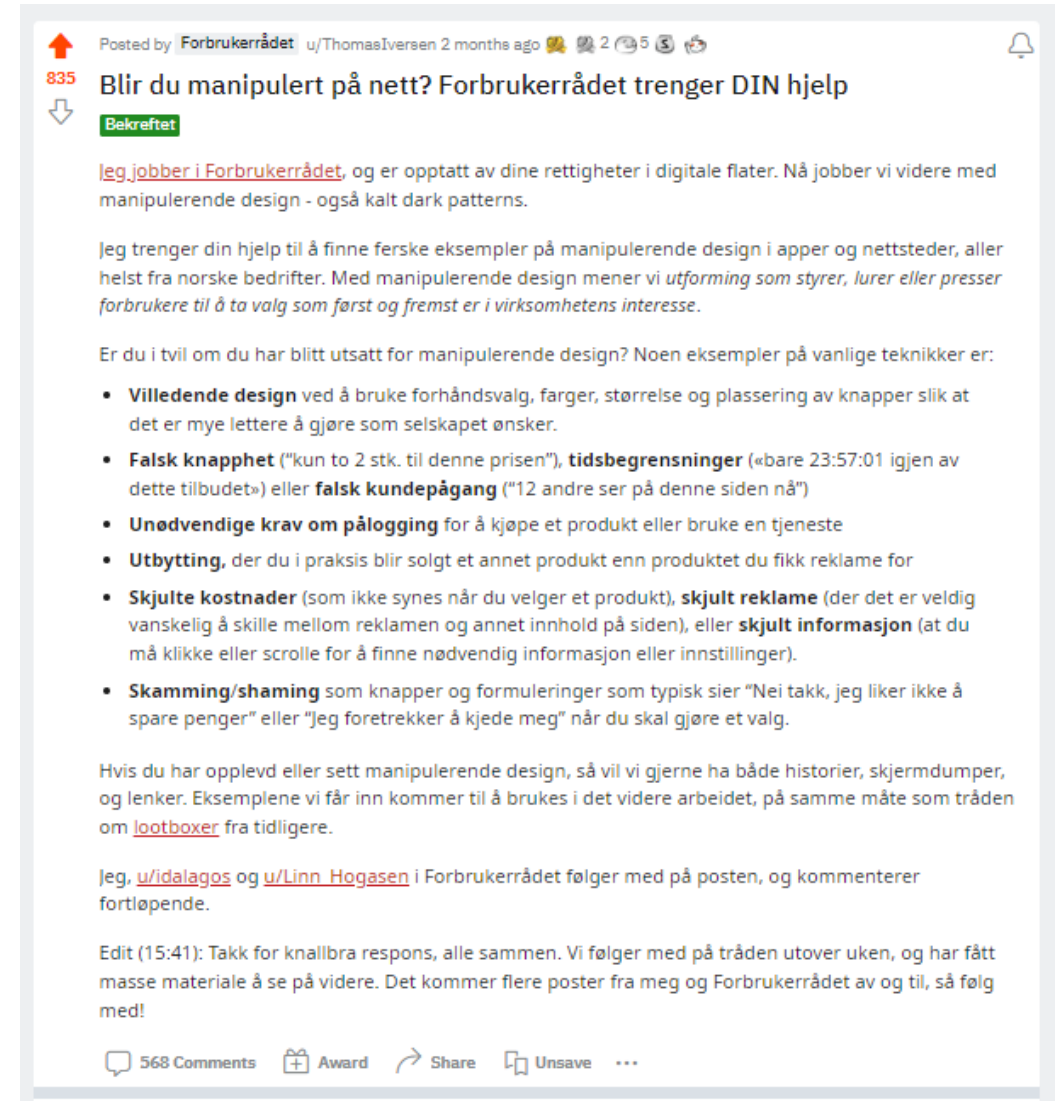 Posted by Forbrukerrådet u/ThomasIversen 2 months ago 2 5 S
835
Blir du manipulert på nett? Forbrukerrådet trenger DIN hjelp
Bekreftet
Jeg jobber i Forbrukerrådet, og er opptatt av dine rettigheter i digitale flater. Nå jobber vi videre med
manipulerende design - også kalt dark patterns.
Jeg trenger din hjelp til å finne ferske eksempler på manipulerende design i apper og nettsteder, aller
helst fra norske bedrifter. Med manipulerende design mener vi utforming som styrer, lurer eller presser
forbrukere til å ta valg som først og fremst er i virksomhetens interesse.
Er du i tvil om du har blitt utsatt for manipulerende design? Noen eksempler på vanlige teknikker er:
• Villedende design ved å bruke forhåndsvalg, farger, størrelse og plassering av knapper slik at
det er mye lettere å gjøre som selskapet ønsker.
• Falsk knapphet (“kun to 2 stk. til denne prisen”), tidsbegrensninger («bare 23:57:01 igjen av
dette tilbudet») eller falsk kundepågang (“12 andre ser på denne siden nå”)
• Unødvendige krav om pålogging for å kjøpe et produkt eller bruke en tjeneste
• Utbytting, der du i praksis blir solgt et annet produkt enn produktet du fikk reklame for
• Skjulte kostnader (som ikke synes når du velger et produkt), skjult reklame (der det er veldig
vanskelig å skille mellom reklamen og annet innhold på siden), eller skjult informasjon (at du
må klikke eller scrolle for å finne nødvendig informasjon eller innstillinger).
• Skamming/shaming som knapper og formuleringer som typisk sier “Nei takk, jeg liker ikke å
spare penger” eller “Jeg foretrekker å kjede meg” når du skal gjøre et valg.
Hvis du har opplevd eller sett manipulerende design, så vil vi gjerne ha både historier, skjermdumper,
og lenker. Eksemplene vi får inn kommer til å brukes i det videre arbeidet, på samme måte som tråden
om lootboxer fra tidligere.
Jeg, u/idalagos og u/Linn_Hogasen i Forbrukerrådet følger med på posten, og kommenterer
fortløpende.
Edit (15:41): Takk for knallbra respons, alle sammen. Vi følger med på tråden utover uken, og har fått
masse materiale å se på videre. Det kommer flere poster fra meg og Forbrukerrådet av og til, så følg
med!
568 Comments Award Share Unsave ...